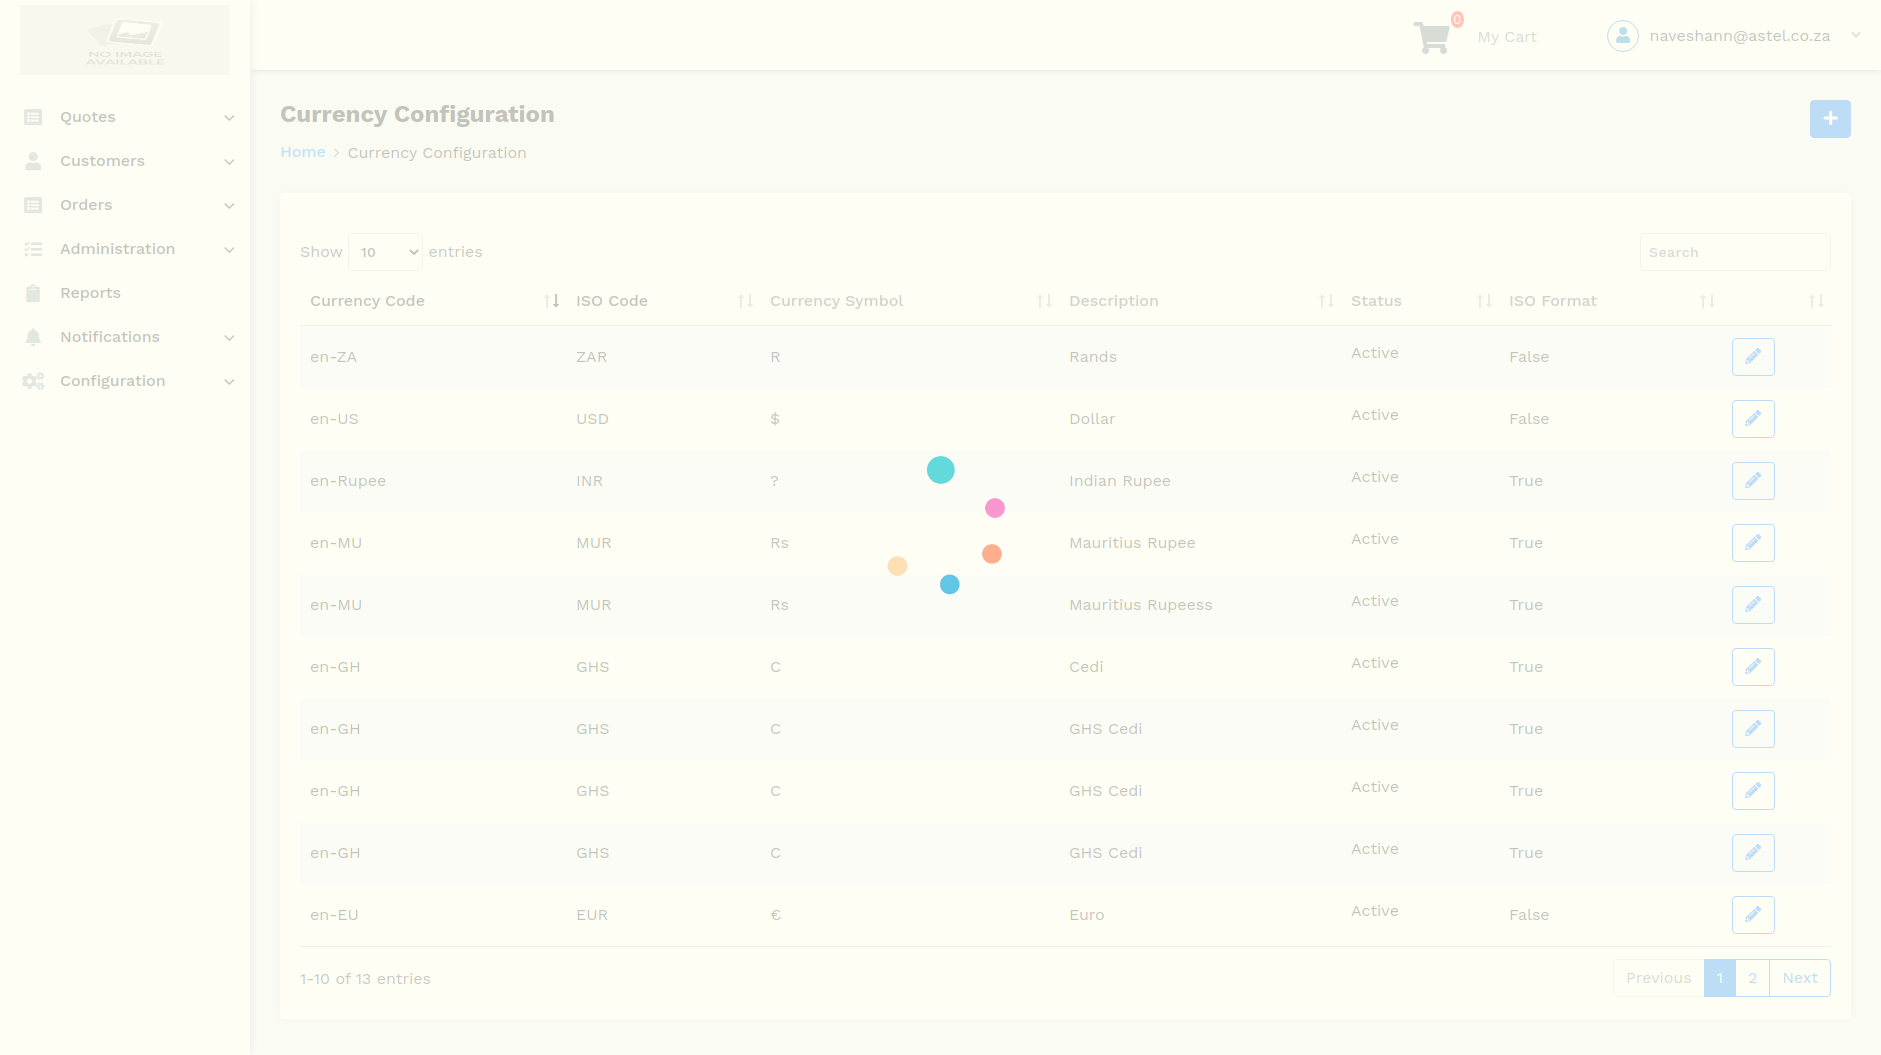 NO IMAGE
AVAILABLE
0
My Cart
naveshann@astel.co.za
Quotes
Customers
Orders
Administration
Reports
Notifications
Configuration
Currency Configuration
Home > Currency Configuration
Show 10 entries
Search
Currency Code ISO Code Currency Symbol Description Status ISO Format
en-ZA ZAR R Rands Active False
en-US USD $ Dollar Active False
en-Rupee INR ? Indian Rupee Active True
en-MU MUR Rs Mauritius Rupee Active True
en-MU MUR Rs Mauritius Rupeess Active True
en-GH GHS C Cedi Active True
en-GH GHS C GHS Cedi Active True
en-GH GHS C GHS Cedi Active True
en-GH GHS C GHS Cedi Active True
en-EU EUR € Euro Active False
1-10 of 13 entries
Previous 1 2 Next